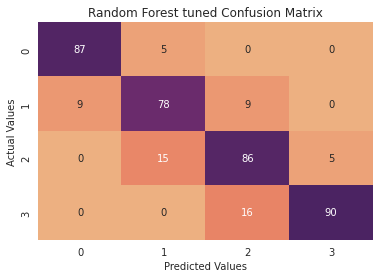 Random Forest tuned Confusion Matrix
0 87 5 0 0
1 9 78 9 0
2 0 15 86 5
3 0 0 16 90
0 1 2 3
Actual Values
Predicted Values